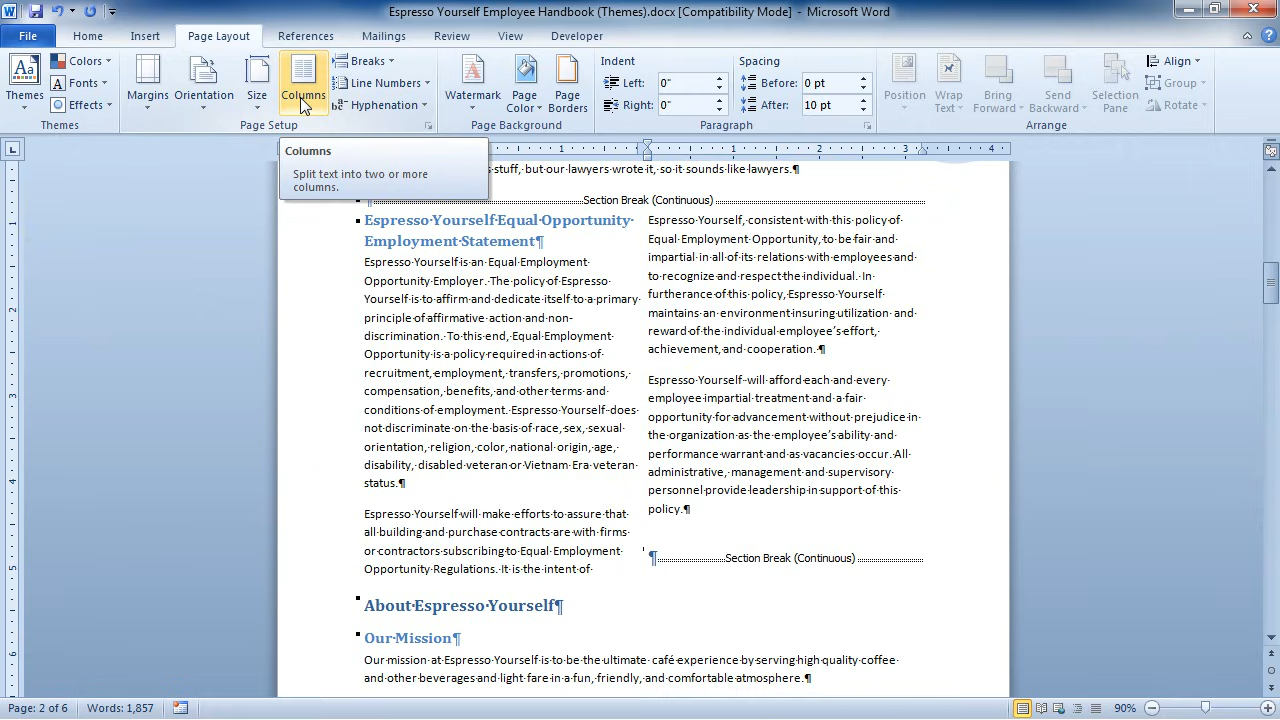 Espresso Yourself Employee Handbook (Themes).docx [Compatibility Mode] - Microsoft Word
File Home Insert Page Layout References Mailings Review View Developer
Themes
Colors
Fonts
Effects
Themes
Margins Orientation Size Columns
Breaks
Line Numbers
Hyphenation
Page Setup
Watermark Page Color Page Borders
Page Background
Indent
Left: 0"
Right: 0"
Spacing
Before: 0 pt
After: 10 pt
Paragraph
Position Wrap Text Bring Forward Send Backward Selection Pane
Align
Group
Rotate
Arrange
Columns
Split text into two or more
columns.
1 2 3 4
stuff, but our lawyers wrote it, so it sounds like lawyers.¶
Section Break (Continuous)
Espresso·Yourself·Equal·Opportunity·
Employment·Statement¶
Espresso·Yourself·is·an·Equal·Employment·
Opportunity·Employer.·The·policy·of·Espresso·
Yourself·is·to·affirm·and·dedicate·itself·to·a·primary·
principle·of·affirmative·action·and·non-
discrimination.·To·this·end,·Equal·Employment·
Opportunity·is·a·policy·required·in·actions·of·
recruitment,·employment,·transfers,·promotions,·
compensation,·benefits,·and·other·terms·and·
conditions·of·employment.·Espresso·Yourself·does·
not·discriminate·on·the·basis·of·race,·sex,·sexual·
orientation,·religion,·color,·national·origin,·age,·
disability,·disabled·veteran·or·Vietnam·Era·veteran·
status.¶
Espresso·Yourself·will·make·efforts·to·assure·that·
all·building·and·purchase·contracts·are·with·firms·
or·contractors·subscribing·to·Equal·Employment·
Opportunity·Regulations.·It·is·the·intent·of·
Espresso·Yourself,·consistent·with·this·policy·of·
Equal·Employment·Opportunity,·to·be·fair·and·
impartial·in·all·of·its·relations·with·employees·and·
to·recognize·and·respect·the·individual.·In·
furtherance·of·this·policy,·Espresso·Yourself·
maintains·an·environment·insuring·utilization·and·
reward·of·the·individual·employee's·effort,·
achievement,·and·cooperation.·¶
Espresso·Yourself·will·afford·each·and·every·
employee·impartial·treatment·and·a·fair·
opportunity·for·advancement·without·prejudice·in·
the·organization·as·the·employee's·ability·and·
performance·warrant·and·as·vacancies·occur.·All·
administrative,·management·and·supervisory·
personnel·provide·leadership·in·support·of·this·
policy.¶
¶Section Break (Continuous)
About·Espresso·Yourself¶
Our·Mission¶
Our·mission·at·Espresso·Yourself·is·to·be·the·ultimate··café·experience·by·serving·high·quality·coffee·
and·other·beverages·and·light·fare·in·a·fun,·friendly,·and·comfortable·atmosphere.¶
1
2
3
4
5
6
Page: 2 of 6 Words: 1,857 90%